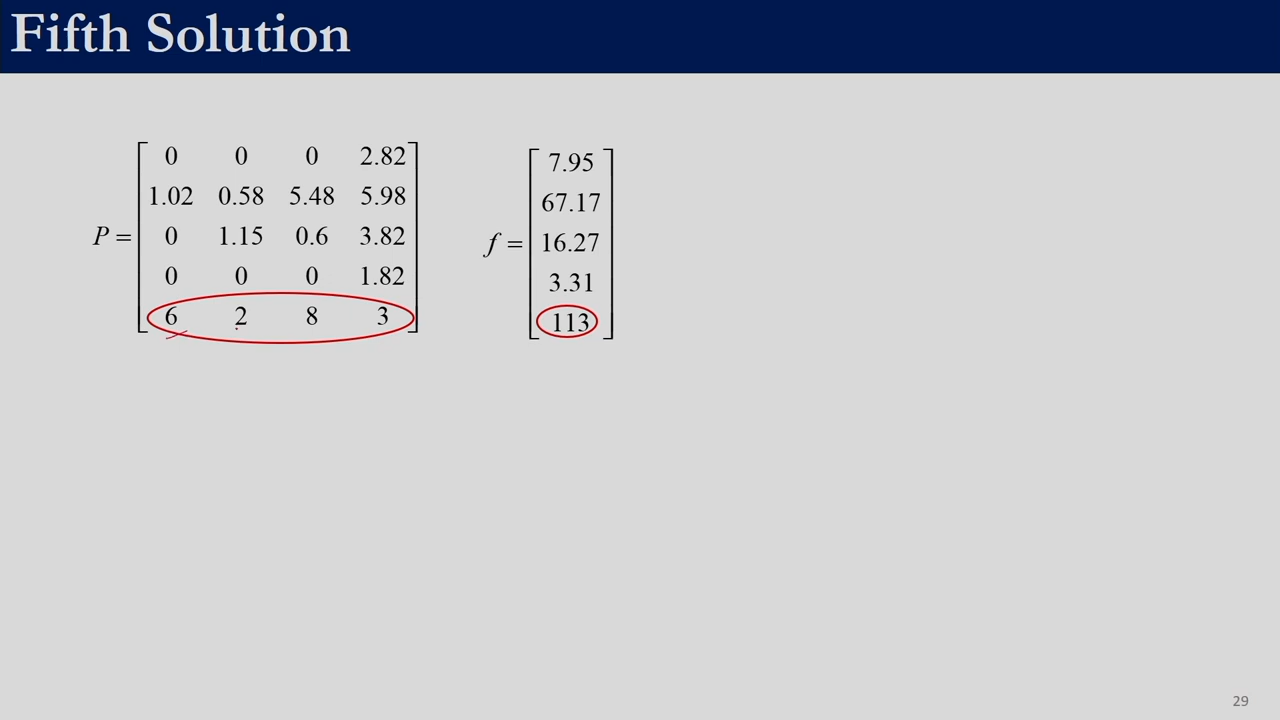 Fifth Solution
P =
0 0 0 2.82
1.02 0.58 5.48 5.98
0 1.15 0.6 3.82
0 0 0 1.82
6 2 8 3
f =
7.95
67.17
16.27
3.31
113
29